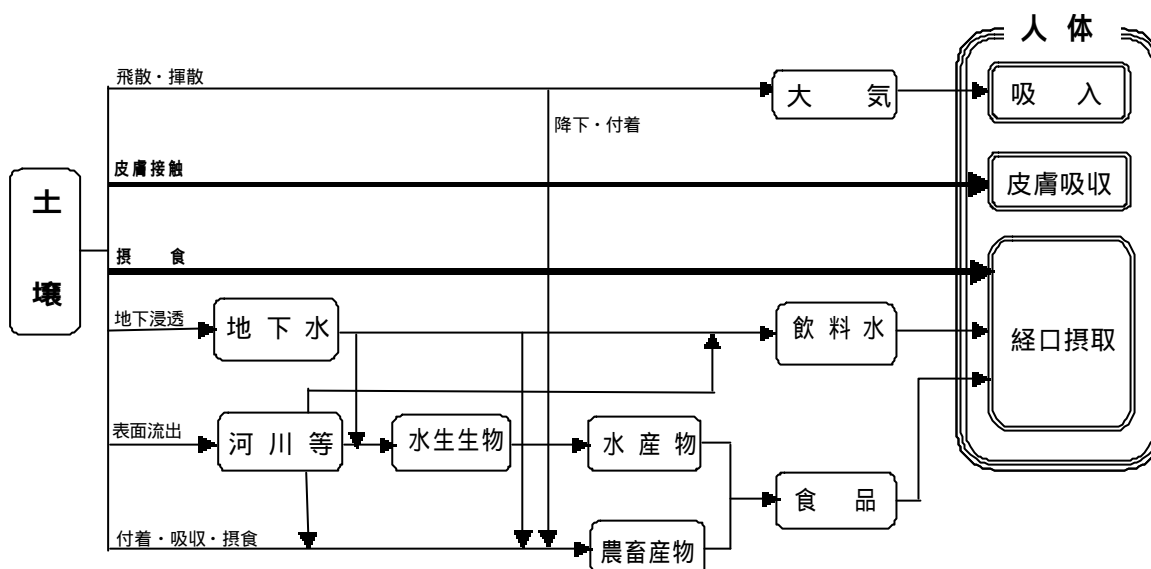 人 体
飛散・揮散
大 気
吸 入
降下・付着
皮膚接触
皮膚吸収
土
壌
摂 食
地下浸透
地 下 水
飲 料 水
経口摂取
表面流出
河 川 等
水生生物
水 産 物
食 品
付着・吸収・摂食
農畜産物